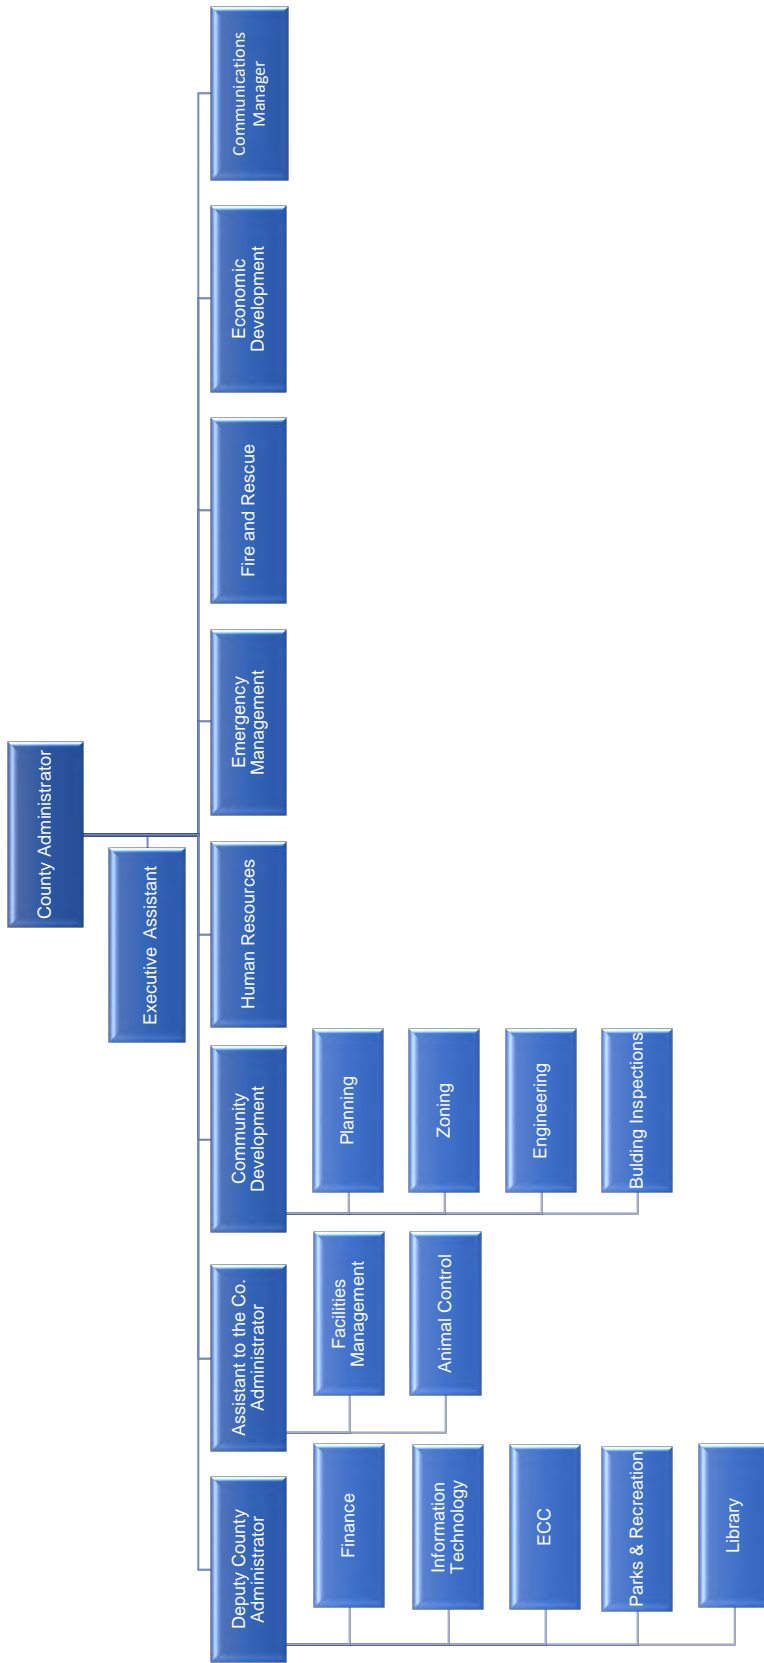 County Administrator
Executive Assistant
Deputy County
Administrator
Assistant to the Co.
Administrator
Community
Development
Human Resources
Emergency
Management
Fire and Rescue
Economic
Development
Communications
Manager
Finance
Information
Technology
ECC
Parks & Recreation
Library
Facilities
Management
Animal Control
Planning
Zoning
Engineering
Bulding Inspections